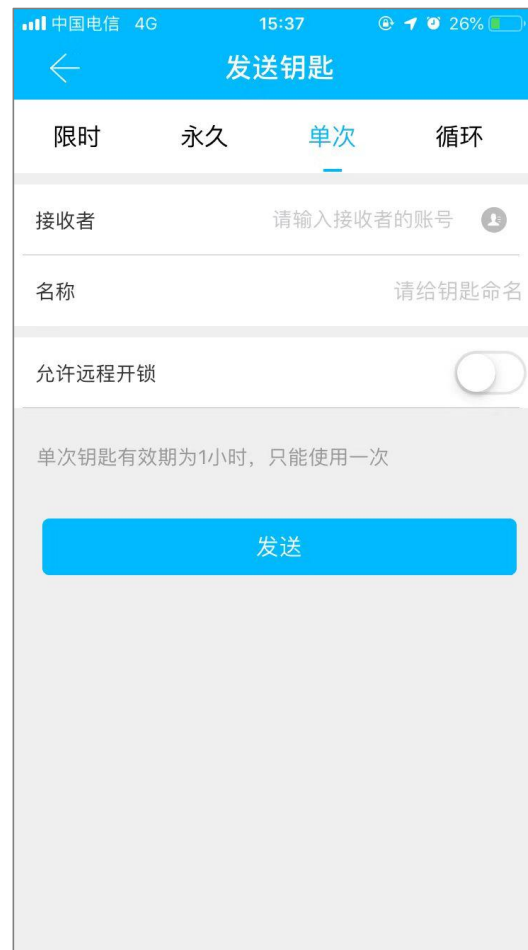 中国电信 4G 15:37 26%
发送钥匙
限时 永久 单次 循环
接收者 请输入接收者的账号
名称 请给钥匙命名
允许远程开锁
单次钥匙有效期为1小时，只能使用一次
发送